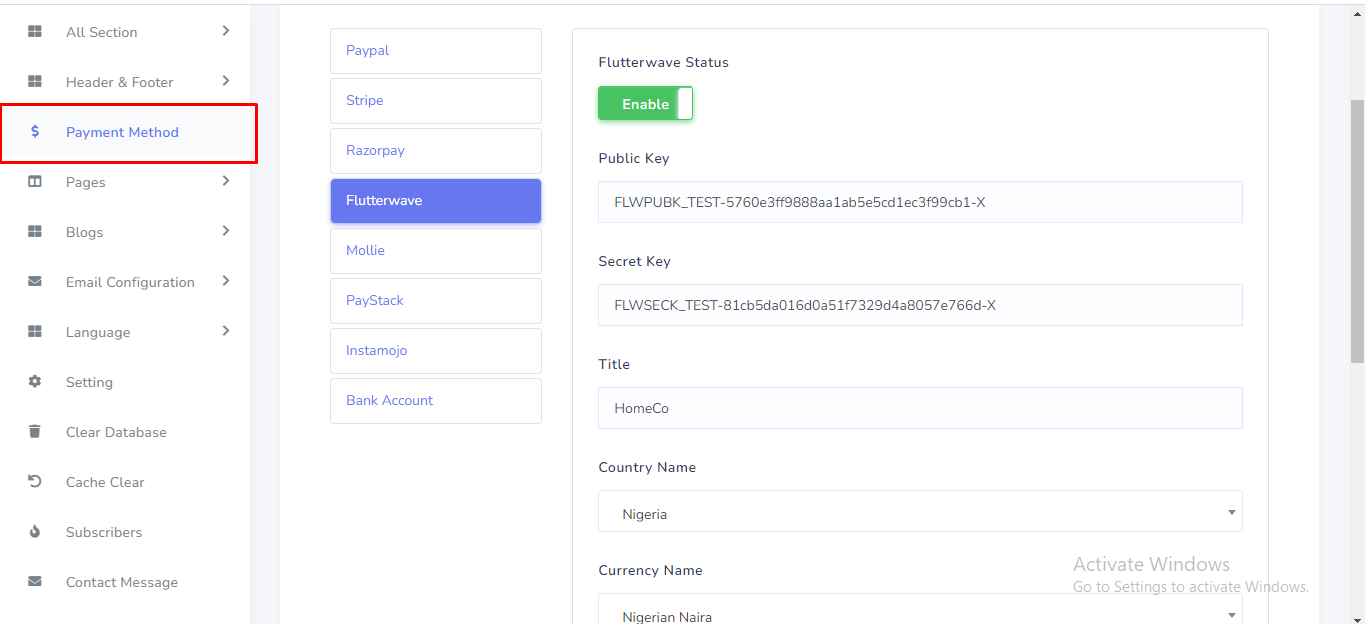 All Section
Header & Footer
Payment Method
Pages
Blogs
Email Configuration
Language
Setting
Clear Database
Cache Clear
Subscribers
Contact Message
Paypal
Stripe
Razorpay
Flutterwave
Mollie
PayStack
Instamojo
Bank Account
Flutterwave Status
Enable
Public Key
FLWPUBK_TEST-5760e3ff9888aa1ab5e5cd1ec3f99cb1-X
Secret Key
FLWSECK_TEST-81cb5da016d0a51f7329d4a8057e766d-X
Title
HomeCo
Country Name
Nigeria
Currency Name
Nigerian Naira
Activate Windows
Go to Settings to activate Windows.